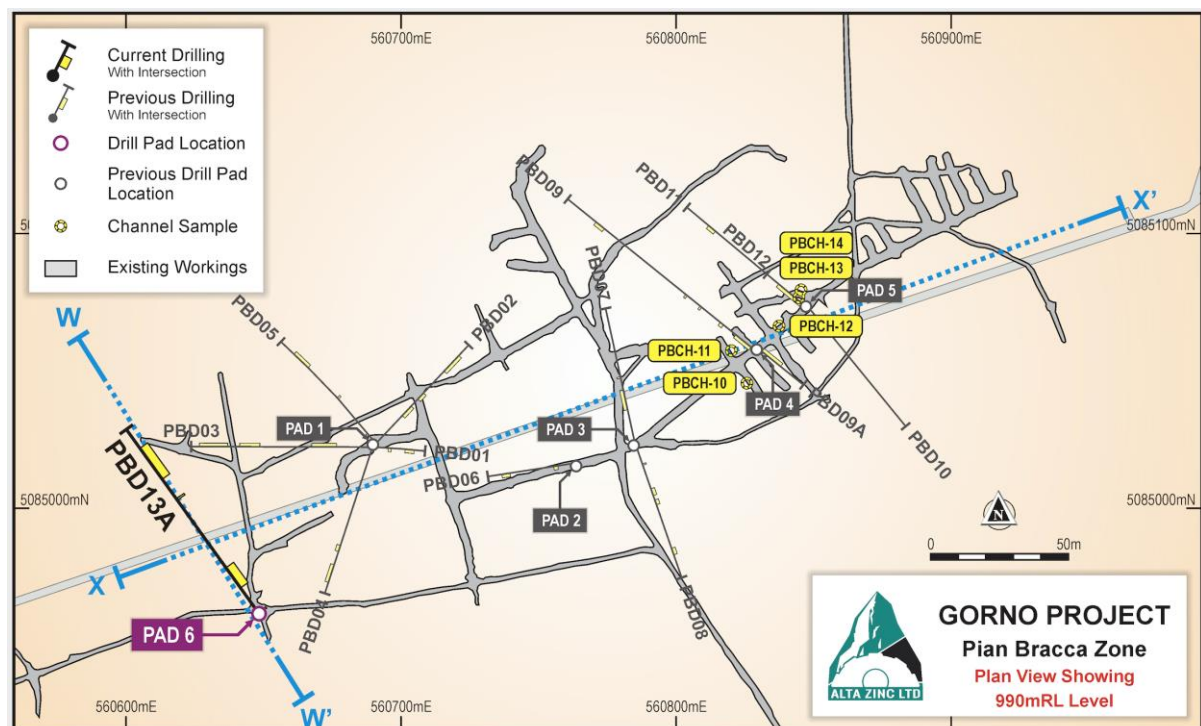 560700mE
560800mE
560900mE
Current Drilling
With Intersection
Previous Drilling
With Intersection
Drill Pad Location
Previous Drill Pad
Location
Channel Sample
Existing Workings
PBD09
PBD11
X'
PBD12
PBCH-14
PBCH-13
5085100mN
PBD07
PAD 5
W
PBD05
PBD02
PBCH-12
PBCH-11
PBCH-10
PAD 4
PBD09A
PBD03
PAD 1
PAD 3
PBD01
PBD10
PBD06
PBD13A
5085000mN
PAD 2
5085000mN
N
0
50m
X
PBD04
PBD08
PAD 6
W'
GORNO PROJECT
Pian Bracca Zone
Plan View Showing
990mRL Level
ALTA ZINC LTD
560600mE
560700mE
560800mE